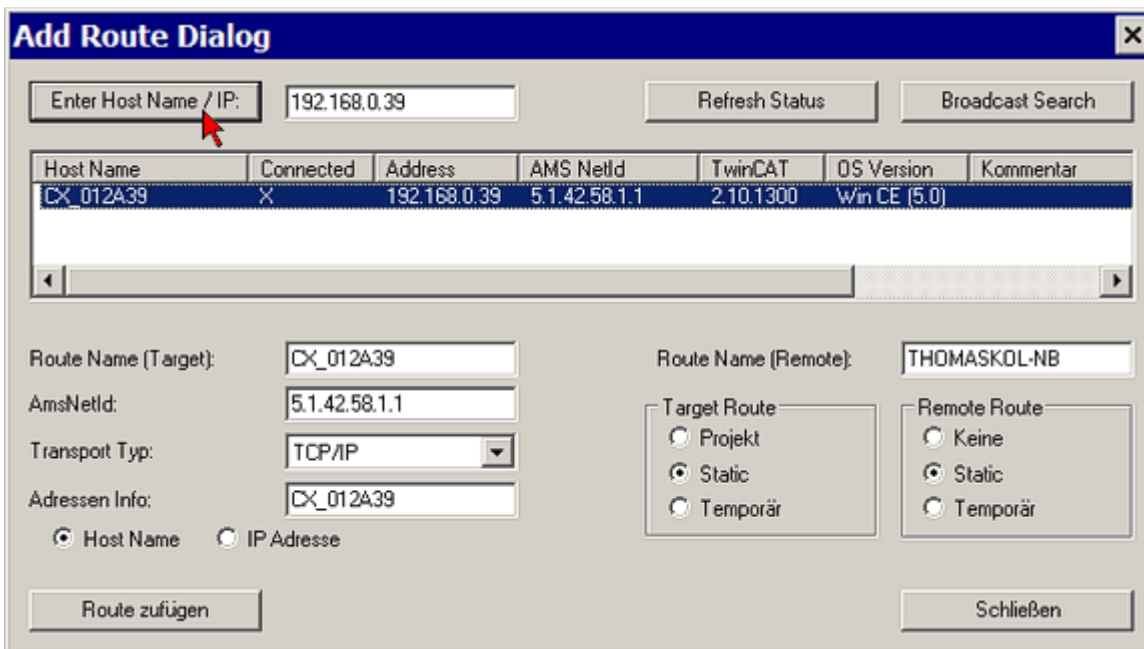 Add Route Dialog
Enter Host Name / IP: 192.168.0.39 Refresh Status Broadcast Search
Host Name Connected Address AMS NetId TwinCAT OS Version Kommentar
CX_012A39 X 192.168.0.39 5.1.42.58.1.1 2.10.1300 Win CE (5.0)
Route Name (Target): CX_012A39 Route Name (Remote): THOMASKOL-NB
AmsNetId: 5.1.42.58.1.1 Target Route Remote Route
Projekt Keine
Transport Typ: TCP/IP Static Static
Adressen Info: CX_012A39 Temporär Temporär
Host Name IP Adresse
Route zufügen Schließen